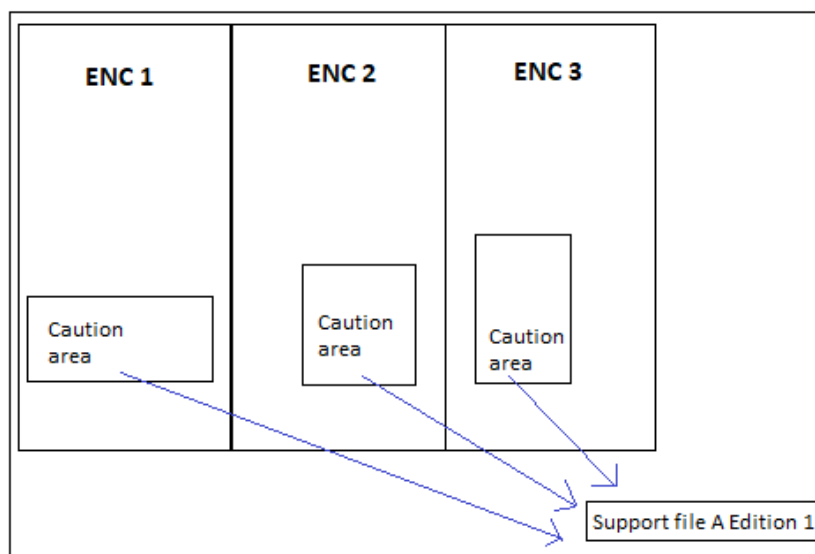 ENC 1
ENC 2
ENC 3
Caution
area
Caution
area
Caution
area
Support file A Edition 1